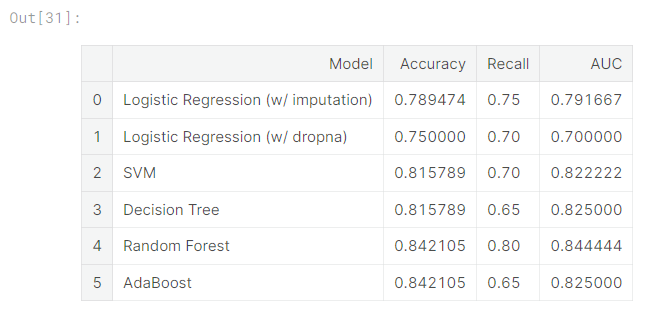 Out[31]:
Model Accuracy Recall AUC
0 Logistic Regression (w/ imputation) 0.789474 0.75 0.791667
1 Logistic Regression (w/ dropna) 0.750000 0.70 0.700000
2 SVM 0.815789 0.70 0.822222
3 Decision Tree 0.815789 0.65 0.825000
4 Random Forest 0.842105 0.80 0.844444
5 AdaBoost 0.842105 0.65 0.825000